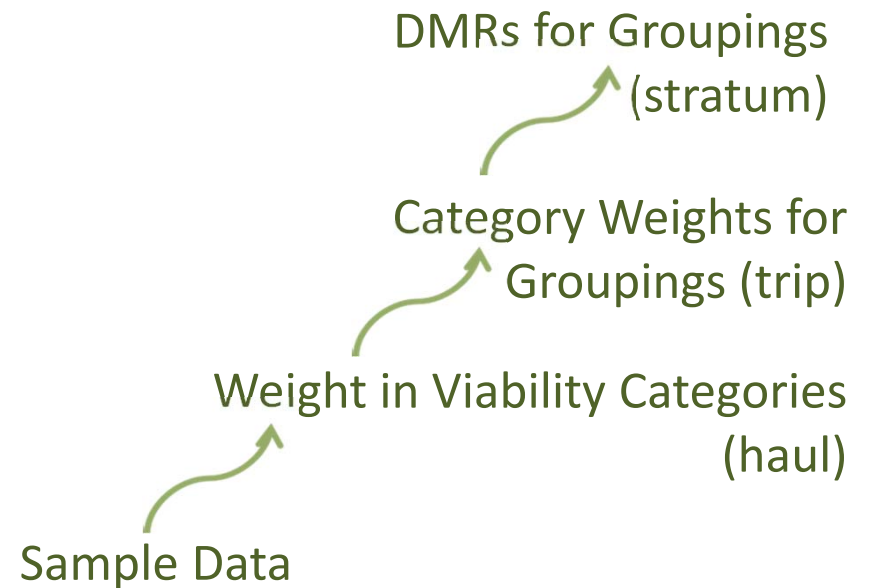 DMRs for Groupings
(stratum)
Category Weights for
Groupings (trip)
Weight in Viability Categories
(haul)
Sample Data